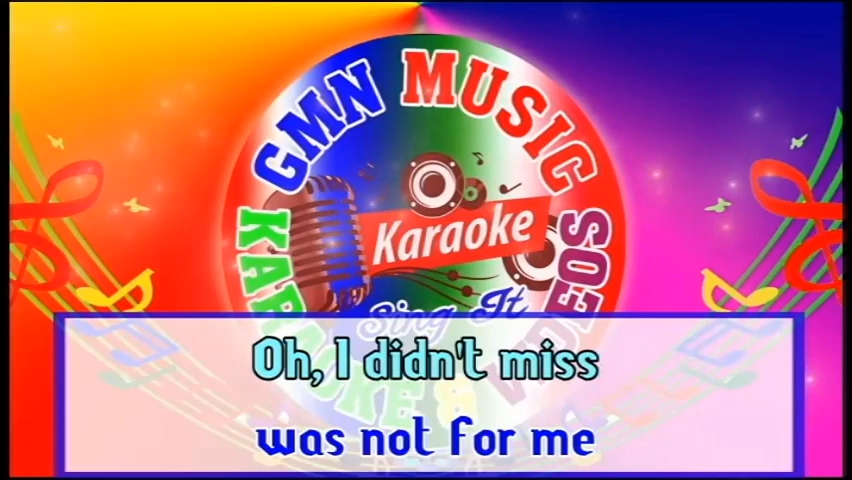 GMN MUSIC
KARAOKE & VIDEOS
Karaoke
Sing It
Oh, I didn't miss
was not for me